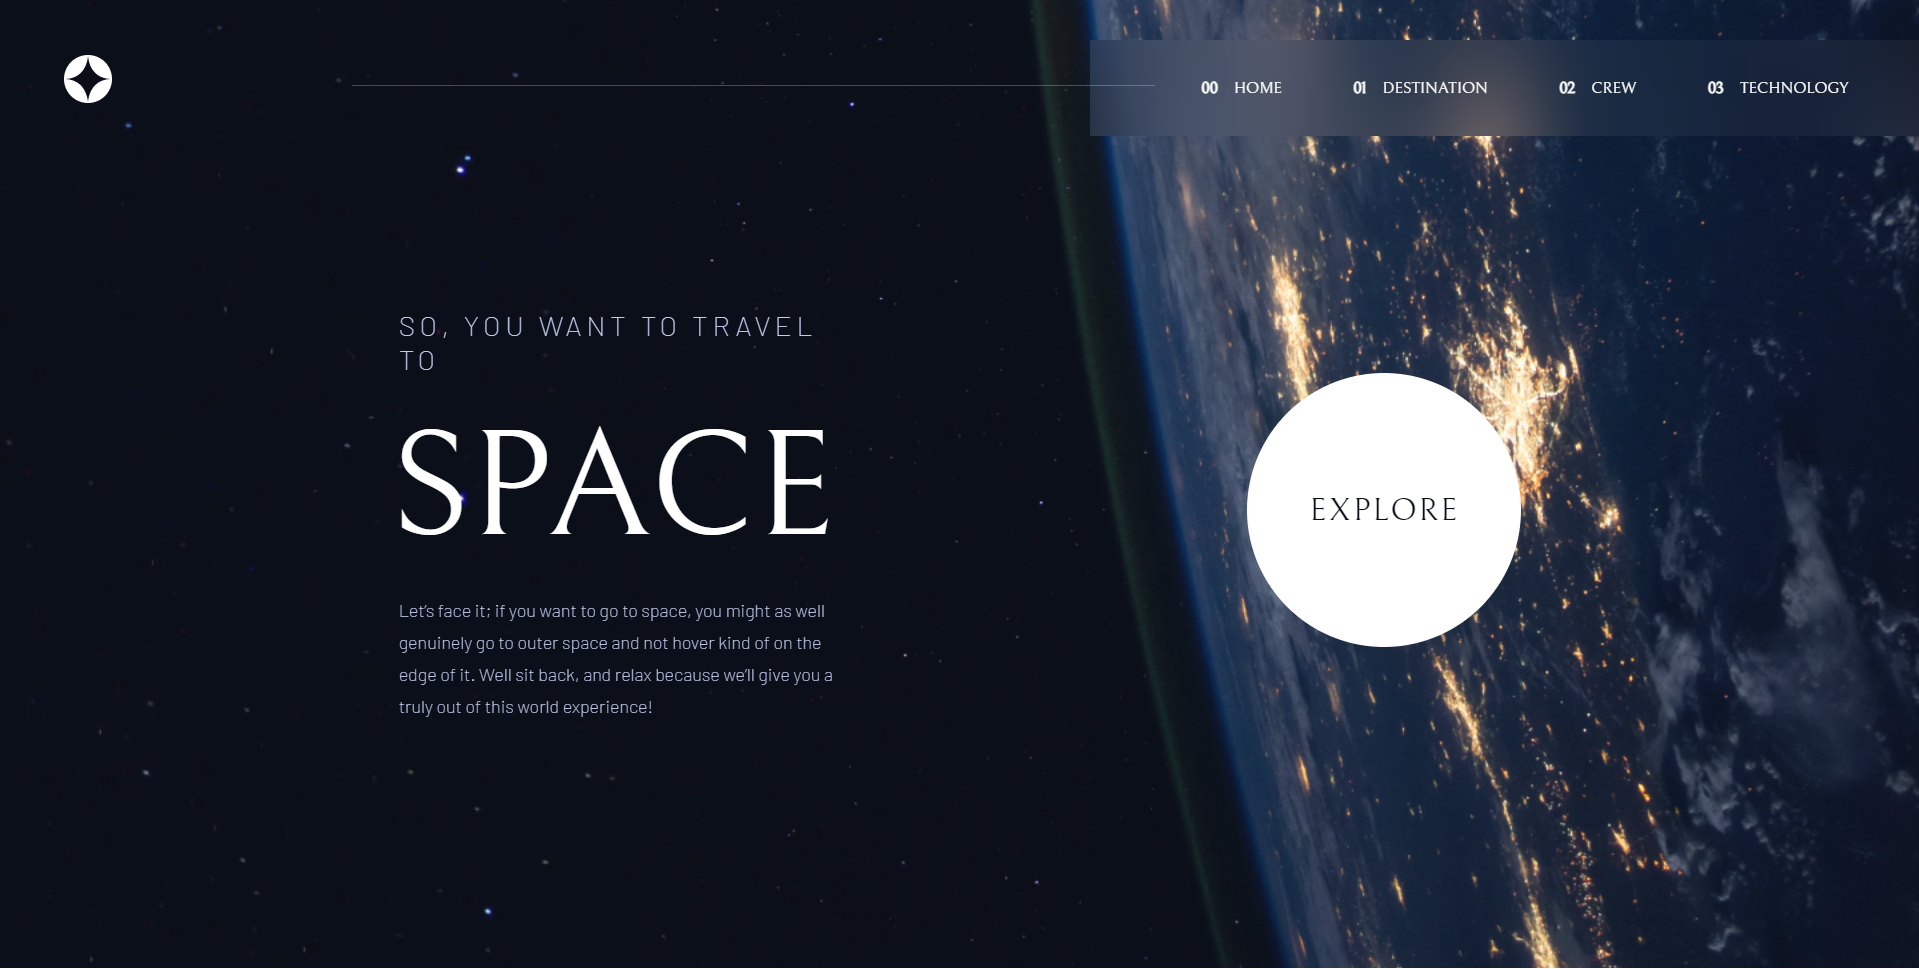 00 HOME 01 DESTINATION 02 CREW 03 TECHNOLOGY
SO, YOU WANT TO TRAVEL
TO
SPACE
EXPLORE
Let’s face it; if you want to go to space, you might as well
genuinely go to outer space and not hover kind of on the
edge of it. Well sit back, and relax because we’ll give you a
truly out of this world experience!